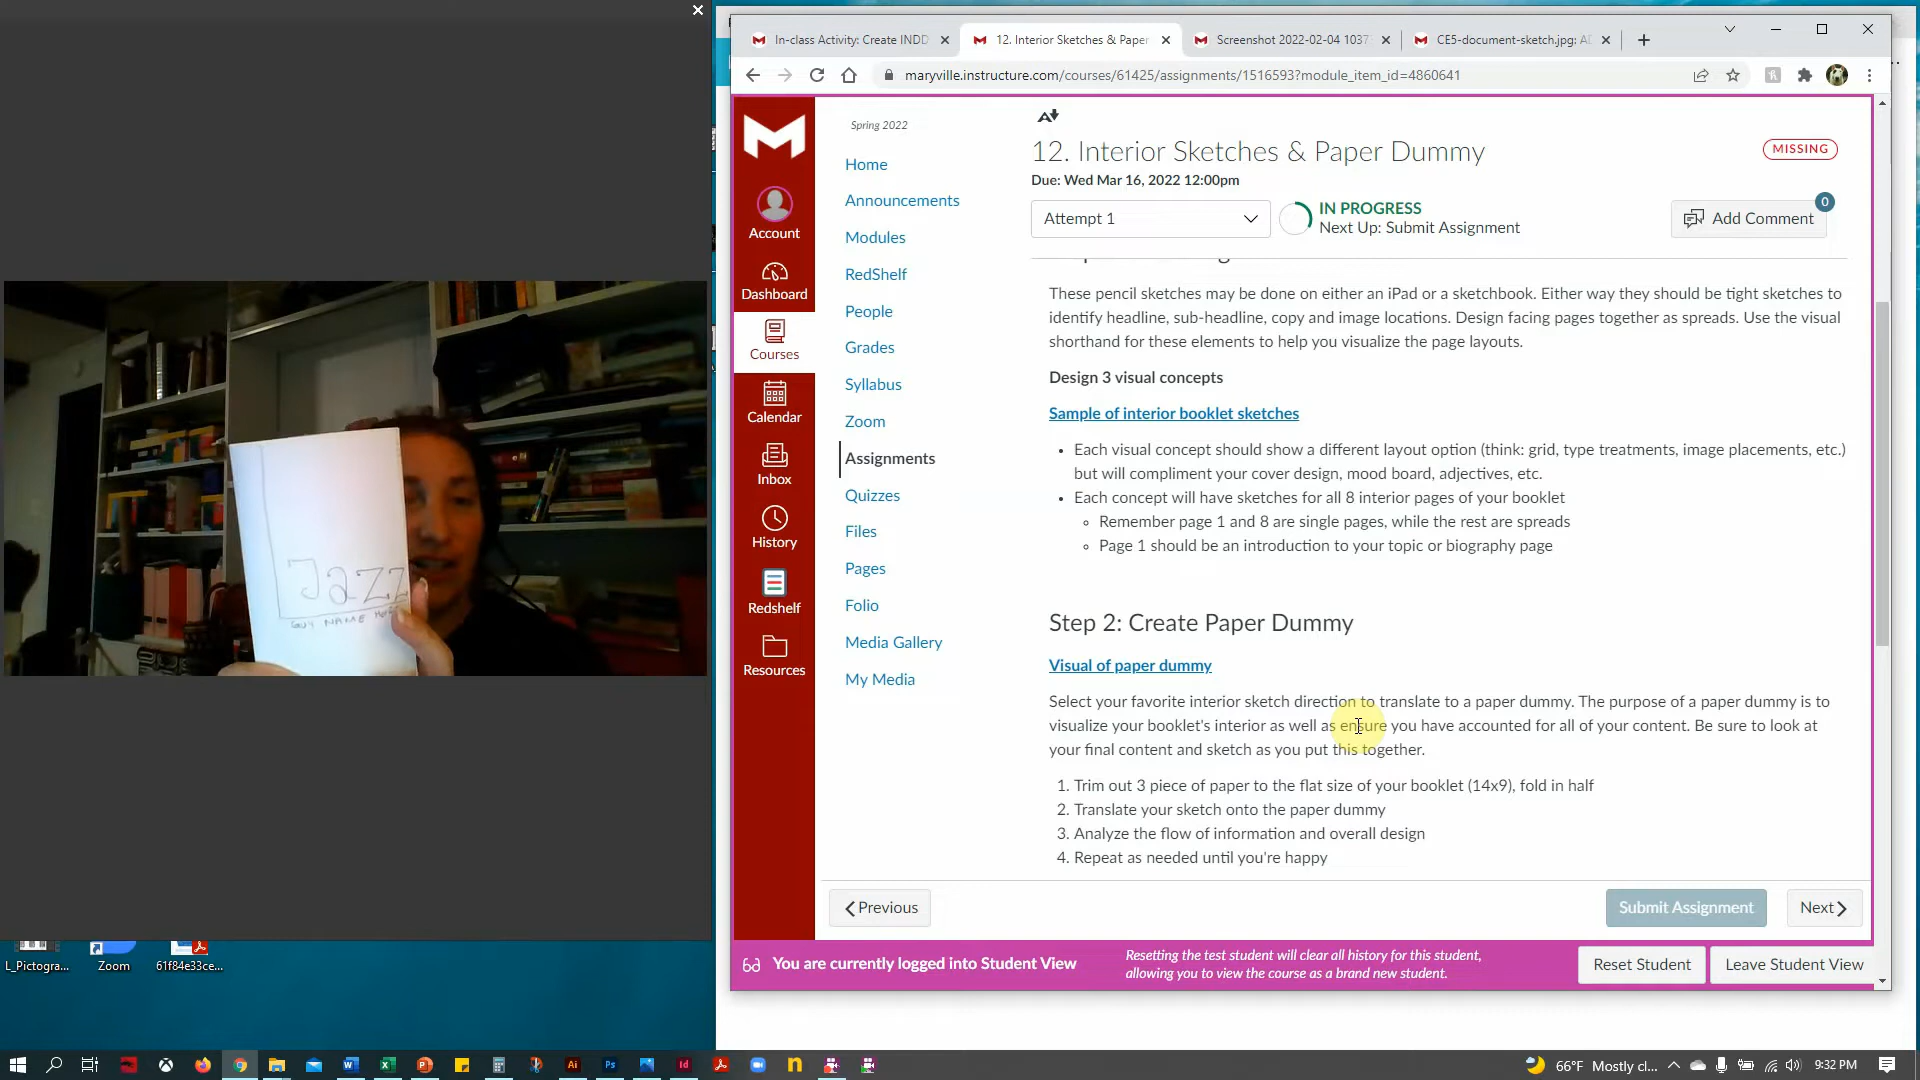 In-class Activity: Create INDD
12. Interior Sketches & Paper
Screenshot 2022-02-04 1037
CE5-document-sketch.jpg: AD
maryville.instructure.com/courses/61425/assignments/1516593?module_item_id=4860641
Account
Dashboard
Courses
Calendar
Inbox
History
Redshelf
Resources
Spring 2022
Home
Announcements
Modules
RedShelf
People
Grades
Syllabus
Zoom
Assignments
Quizzes
Files
Pages
Folio
Media Gallery
My Media
12. Interior Sketches & Paper Dummy
MISSING
Due: Wed Mar 16, 2022 12:00pm
Attempt 1
IN PROGRESS
Next Up: Submit Assignment
Add Comment
0
These pencil sketches may be done on either an iPad or a sketchbook. Either way they should be tight sketches to
identify headline, sub-headline, copy and image locations. Design facing pages together as spreads. Use the visual
shorthand for these elements to help you visualize the page layouts.
Design 3 visual concepts
Sample of interior booklet sketches
• Each visual concept should show a different layout option (think: grid, type treatments, image placements, etc.)
but will compliment your cover design, mood board, adjectives, etc.
• Each concept will have sketches for all 8 interior pages of your booklet
◦ Remember page 1 and 8 are single pages, while the rest are spreads
◦ Page 1 should be an introduction to your topic or biography page
Step 2: Create Paper Dummy
Visual of paper dummy
Select your favorite interior sketch direction to translate to a paper dummy. The purpose of a paper dummy is to
visualize your booklet's interior as well as ensure you have accounted for all of your content. Be sure to look at
your final content and sketch as you put this together.
1. Trim out 3 piece of paper to the flat size of your booklet (14x9), fold in half
2. Translate your sketch onto the paper dummy
3. Analyze the flow of information and overall design
4. Repeat as needed until you're happy
Previous
Submit Assignment
Next
You are currently logged into Student View
Resetting the test student will clear all history for this student,
allowing you to view the course as a brand new student.
Reset Student
Leave Student View
Jazz
GUY NAME HERE
L_Pictogra...
Zoom
61f84e33ce...
66°F Mostly cl...
9:32 PM